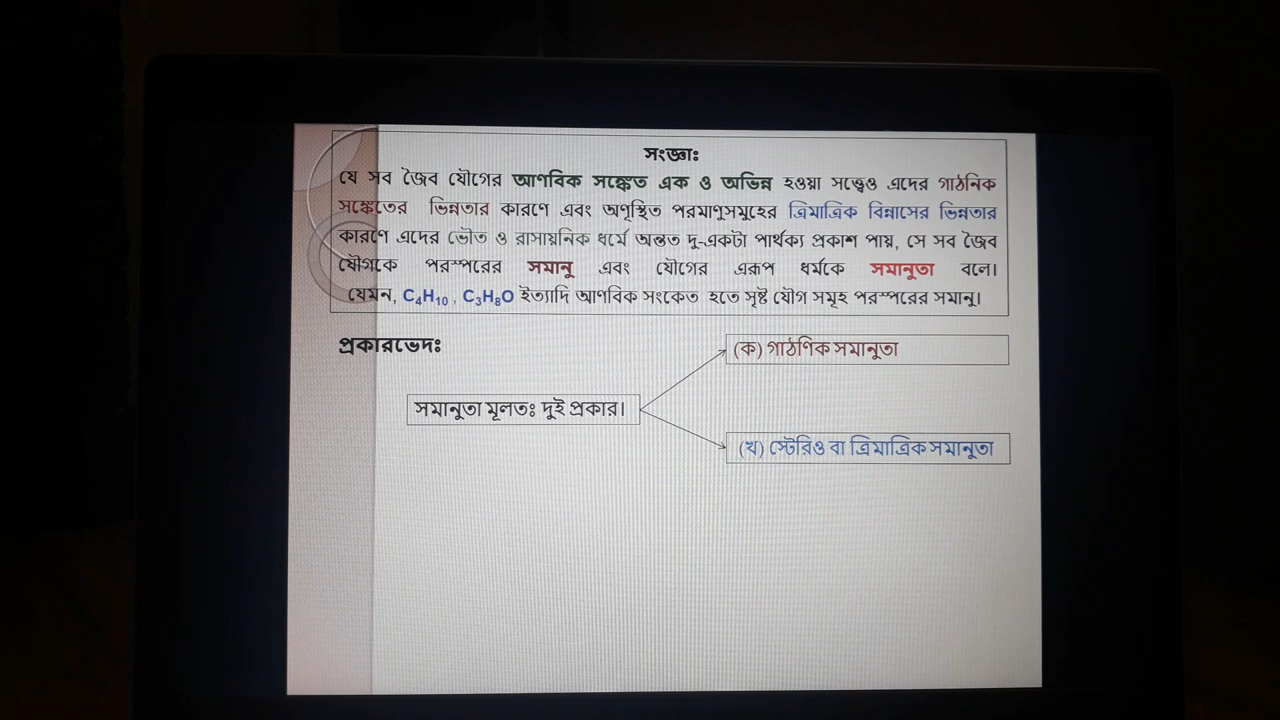 সংজ্ঞাঃ
যে সব জৈব যৌগের আণবিক সঙ্কেত এক ও অভিন্ন হওয়া সত্ত্বেও এদের গাঠনিক
সঙ্কেতের ভিন্নতার কারণে এবং অণুস্থিত পরমাণুসমূহের ত্রিমাত্রিক বিন্নাসের ভিন্নতার
কারণে এদের ভৌত ও রাসায়নিক ধর্মে অন্তত দু-একটা পার্থক্য প্রকাশ পায়, সে সব জৈব
যৌগকে পরস্পরের সমানু এবং যৌগের এরূপ ধর্মকে সমানুতা বলে।
যেমন, C₄H₁₀ , C₃H₈O ইত্যাদি আণবিক সংকেত হতে সৃষ্ট যৌগ সমূহ পরস্পরের সমানু।
প্রকারভেদঃ
(ক) গাঠণিক সমানুতা
সমানুতা মূলতঃ দুই প্রকার।
(খ) স্টেরিও বা ত্রিমাত্রিক সমানুতা